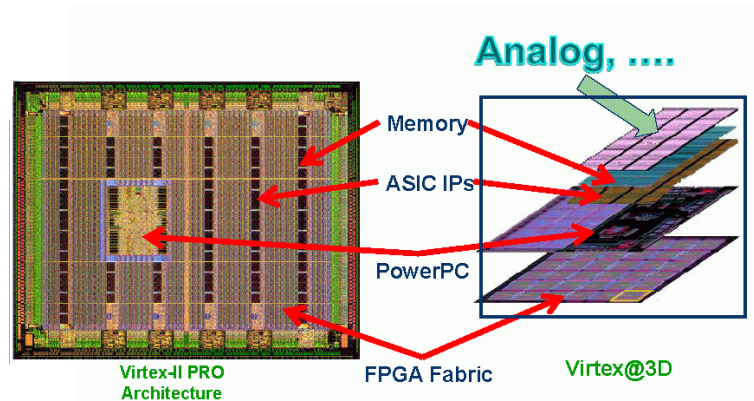 Analog, ....
Memory
ASIC IPs
PowerPC
FPGA Fabric
Virtex-II PRO
Architecture
Virtex@3D